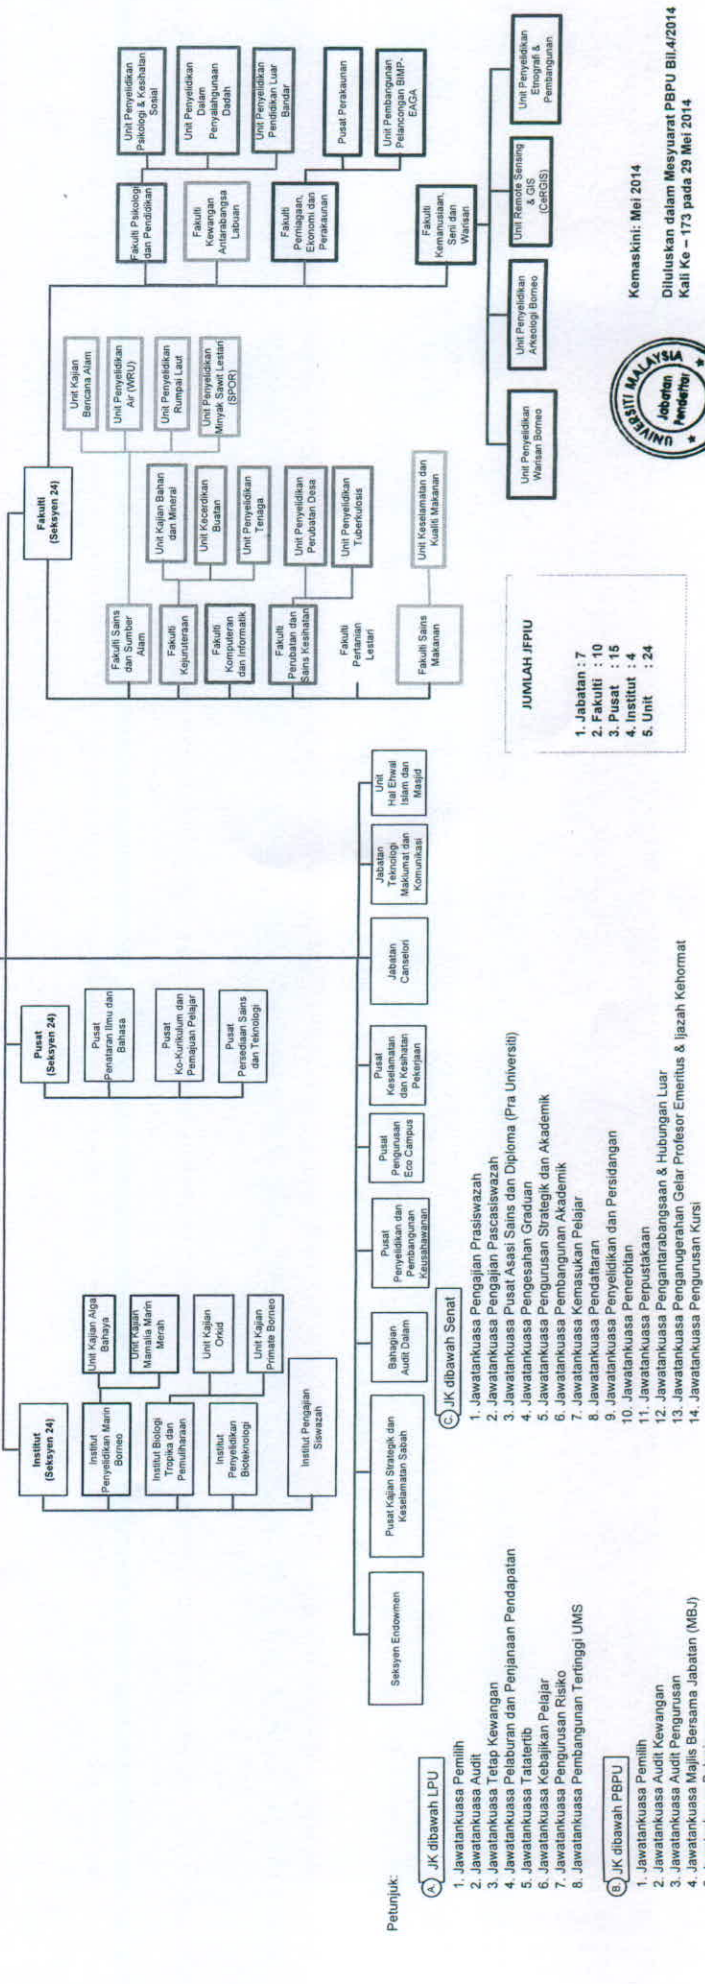 Institut
(Seksyen 24)
Institut
Penyelidikan Marin
Borneo
Unit Kajian Alga
Bahaya
Unit Kajian
Mamalia Marin
Merah
Institut Biologi
Tropika dan
Pemuliharaan
Unit Kajian
Orkid
Institut
Penyelidikan
Bioteknologi
Unit Kajian
Primate Borneo
Institut Pengajian
Siswazah
Pusat
(Seksyen 24)
Pusat
Penataran Ilmu dan
Bahasa
Pusat
Ko-Kurikulum dan
Pemajuan Pelajar
Pusat
Persediaan Sains
dan Teknologi
Fakulti
(Seksyen 24)
Fakulti Sains
dan Sumber
Alam
Unit Kajian
Bencana Alam
Unit Penyelidikan
Air (WRU)
Unit Penyelidikan
Rumpai Laut
Unit Penyelidikan
Minyak Sawit Lestari
(SPOR)
Fakulti
Kejuruteraan
Unit Kajian Bahan
dan Mineral
Unit Kecerdikan
Buatan
Unit Penyelidikan
Tenaga
Fakulti
Komputeran
dan Informatik
Fakulti
Perubatan dan
Sains Kesihatan
Unit Penyelidikan
Perubatan Desa
Unit Penyelidikan
Tuberkulosis
Fakulti
Pertanian
Lestari
Fakulti Sains
Makanan
Unit Keselamatan dan
Kualiti Makanan
Fakulti Psikologi
dan Pendidikan
Unit Penyelidikan
Psikologi & Kesihatan
Sosial
Unit Penyelidikan
Dalam
Penyalahgunaan
Dadah
Unit Penyelidikan
Pendidikan Luar
Bandar
Fakulti
Kewangan
Antarabangsa
Labuan
Fakulti
Perniagaan,
Ekonomi dan
Perakaunan
Pusat Perakaunan
Unit Pembangunan
Pelancongan BIMP-
EAGA
Fakulti
Kemanusiaan,
Seni dan
Warisan
Unit Penyelidikan
Warisan Borneo
Unit Penyelidikan
Arkeologi Borneo
Unit Remote Sensing
& GIS
(CeRGIS)
Unit Penyelidikan
Etnografi &
Pembangunan
Seksyen Endowmen
Pusat Kajian Strategik dan
Keselamatan Sabah
Bahagian
Audit Dalam
Pusat
Penyelidikan dan
Pembangunan
Keusahawanan
Pusat
Pengurusan
Eco Campus
Pusat
Keselamatan
dan Kesihatan
Pekerjaan
Jabatan
Canselori
Jabatan
Teknologi
Maklumat dan
Komunikasi
Unit
Hal Ehwal
Islam dan
Masjid
Petunjuk:
A. JK dibawah LPU
1. Jawatankuasa Pemilih
2. Jawatankuasa Audit
3. Jawatankuasa Tetap Kewangan
4. Jawatankuasa Pelaburan dan Penjanaan Pendapatan
5. Jawatankuasa Tatatertib
6. Jawatankuasa Kebajikan Pelajar
7. Jawatankuasa Pengurusan Risiko
8. Jawatankuasa Pembangunan Tertinggi UMS
B. JK dibawah PBPU
1. Jawatankuasa Pemilih
2. Jawatankuasa Audit Kewangan
3. Jawatankuasa Audit Pengurusan
4. Jawatankuasa Majlis Bersama Jabatan (MBJ)
C. JK dibawah Senat
1. Jawatankuasa Pengajian Prasiswazah
2. Jawatankuasa Pengajian Pascasiswazah
3. Jawatankuasa Pusat Asasi Sains dan Diploma (Pra Universiti)
4. Jawatankuasa Pengesahan Graduan
5. Jawatankuasa Pengurusan Strategik dan Akademik
6. Jawatankuasa Pembangunan Akademik
7. Jawatankuasa Kemasukan Pelajar
8. Jawatankuasa Pendaftaran
9. Jawatankuasa Penyelidikan dan Persidangan
10. Jawatankuasa Penerbitan
11. Jawatankuasa Perpustakaan
12. Jawatankuasa Pengantarabangsaan & Hubungan Luar
13. Jawatankuasa Penganugerahan Gelar Profesor Emeritus & Ijazah Kehormat
14. Jawatankuasa Pengurusan Kursi
JUMLAH JFPIU
1. Jabatan : 7
2. Fakulti : 10
3. Pusat : 15
4. Institut : 4
5. Unit : 24
UNIVERSITI MALAYSIA
Jabatan
Pendaftar
Kemaskini: Mei 2014
Diluluskan dalam Mesyuarat PBPU Bil.4/2014
Kali Ke – 173 pada 29 Mei 2014